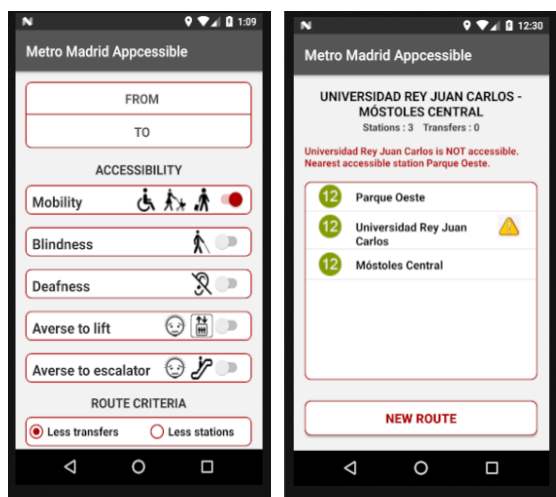 1:09
Metro Madrid Appcessible
FROM
TO
ACCESSIBILITY
Mobility
Blindness
Deafness
Averse to lift
Averse to escalator
ROUTE CRITERIA
Less transfers Less stations
12:30
Metro Madrid Appcessible
UNIVERSIDAD REY JUAN CARLOS -
MÓSTOLES CENTRAL
Stations : 3 Transfers : 0
Universidad Rey Juan Carlos is NOT accessible.
Nearest accessible station Parque Oeste.
12 Parque Oeste
12 Universidad Rey Juan
Carlos
12 Móstoles Central
NEW ROUTE